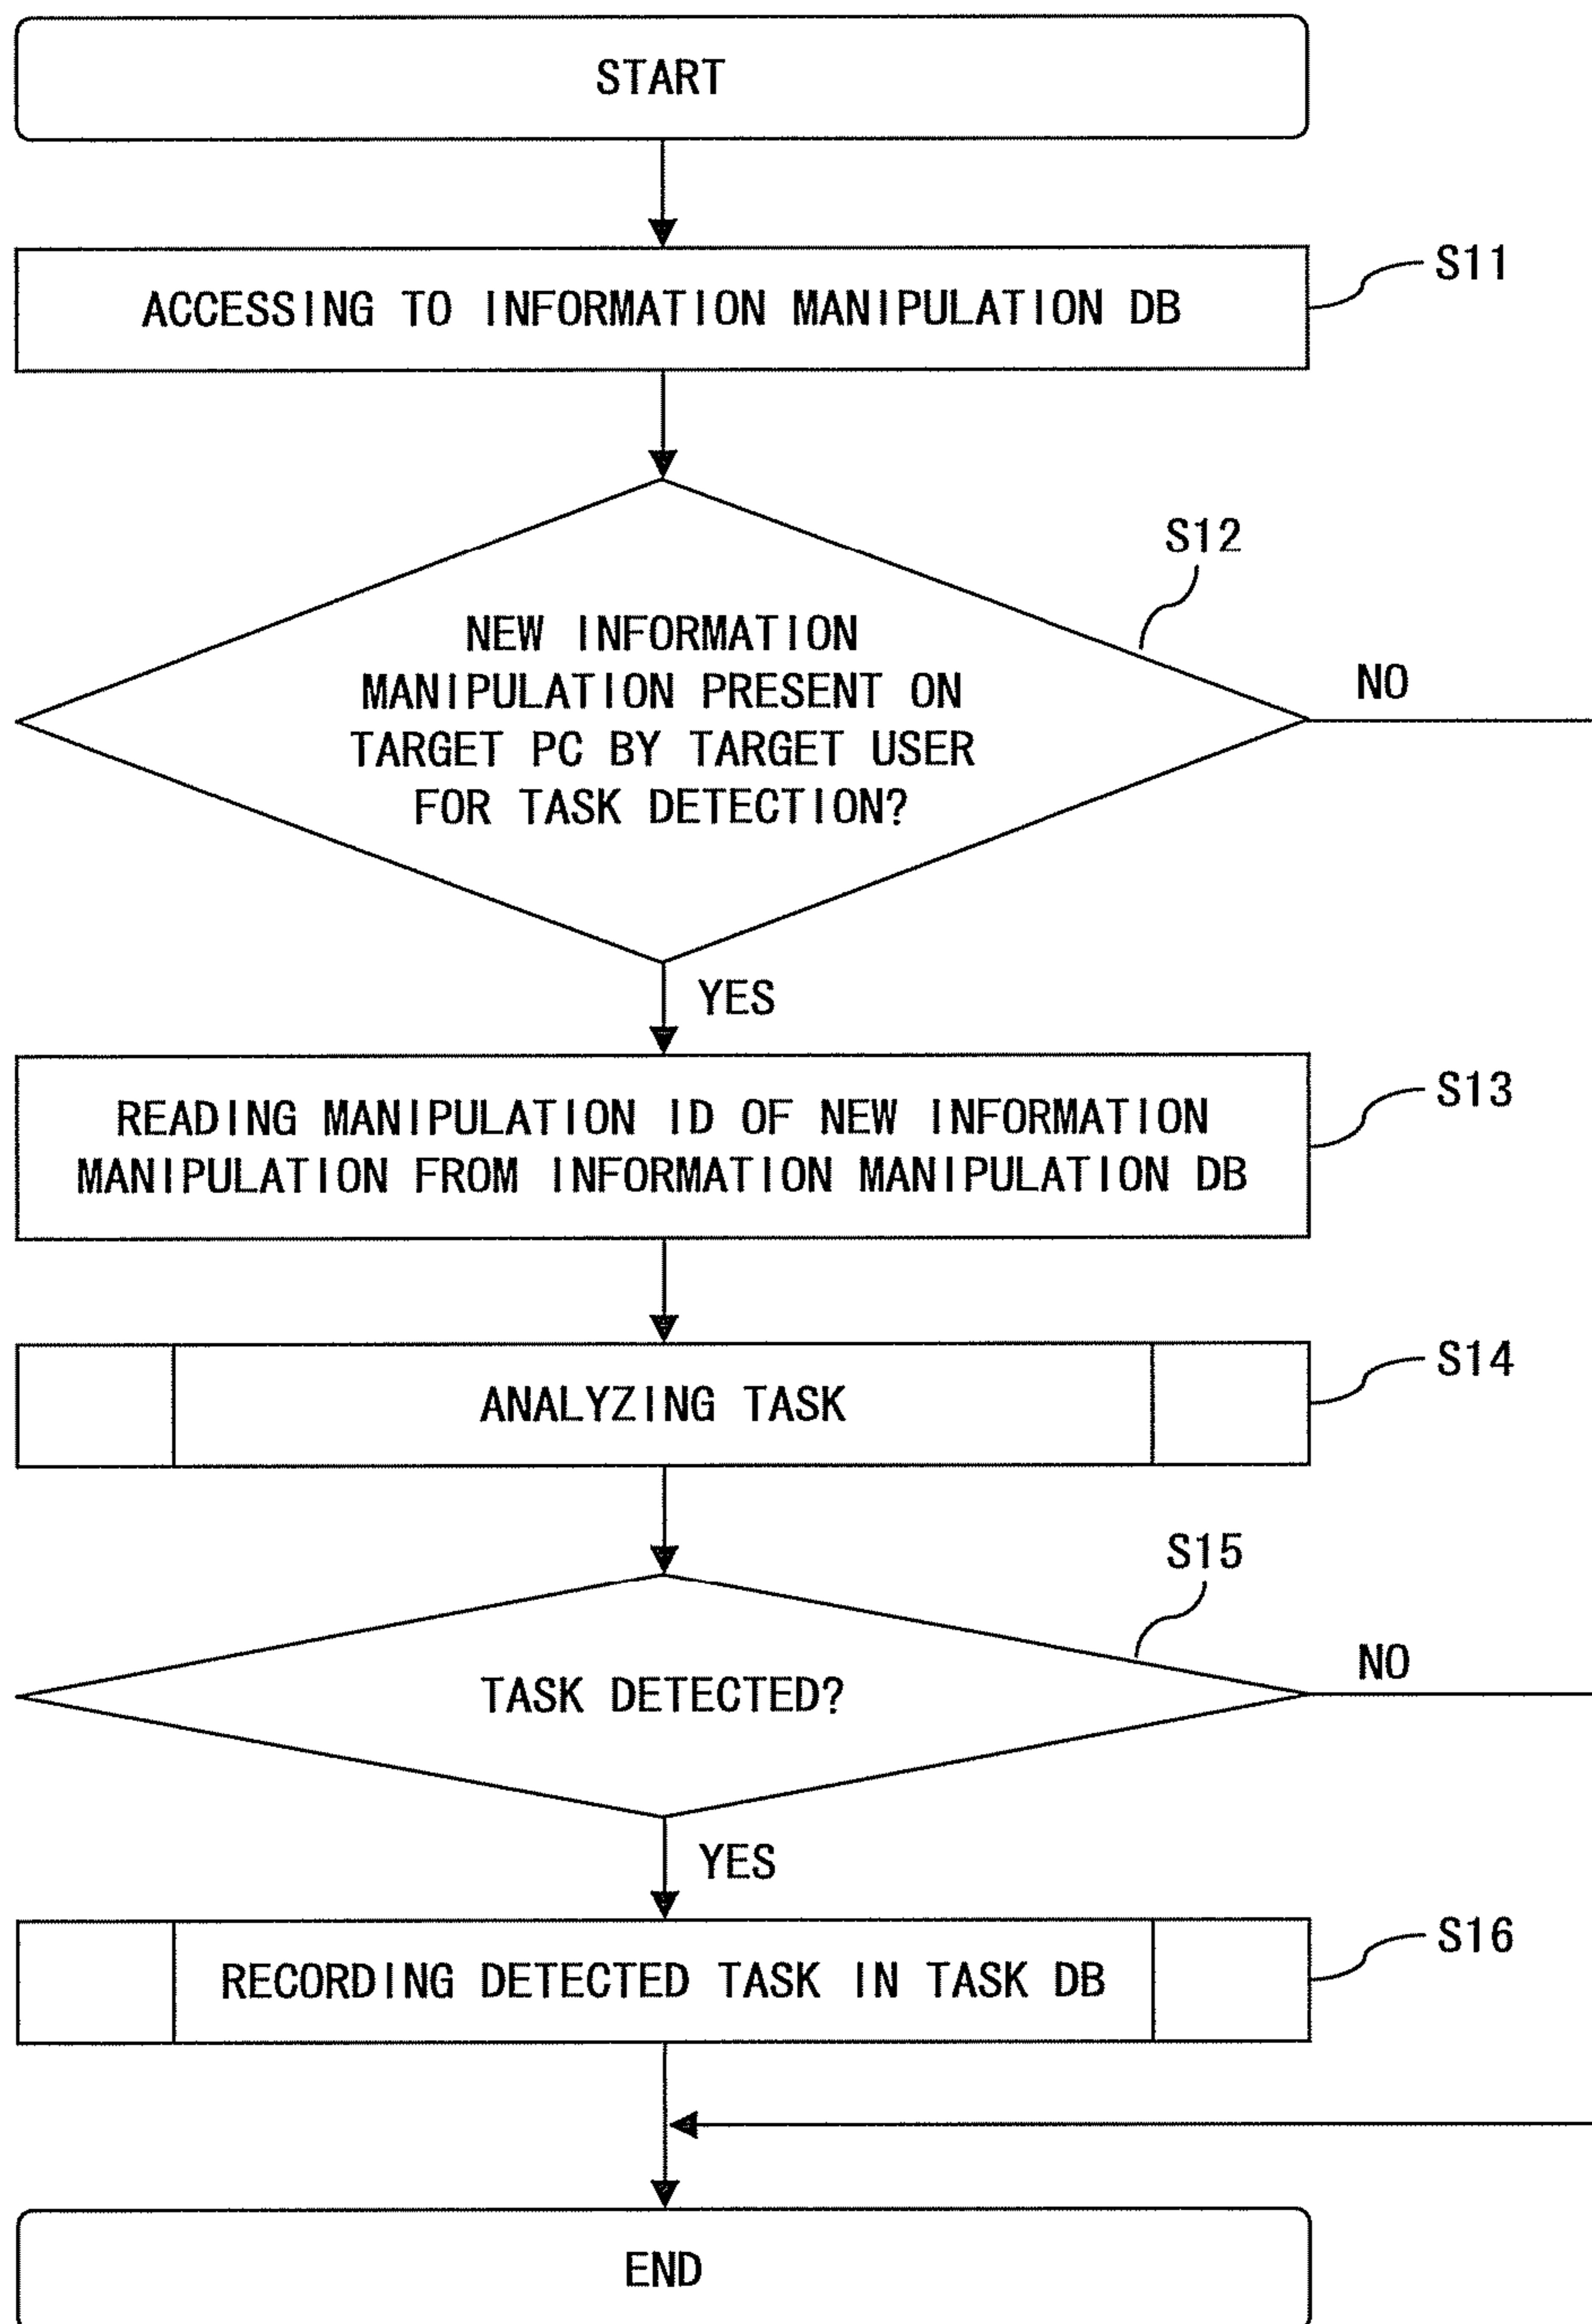 START
S11
ACCESSING TO INFORMATION MANIPULATION DB
S12
NEW INFORMATION
MANIPULATION PRESENT ON
TARGET PC BY TARGET USER
FOR TASK DETECTION?
NO
YES
S13
READING MANIPULATION ID OF NEW INFORMATION
MANIPULATION FROM INFORMATION MANIPULATION DB
S14
ANALYZING TASK
S15
TASK DETECTED?
NO
YES
S16
RECORDING DETECTED TASK IN TASK DB
END